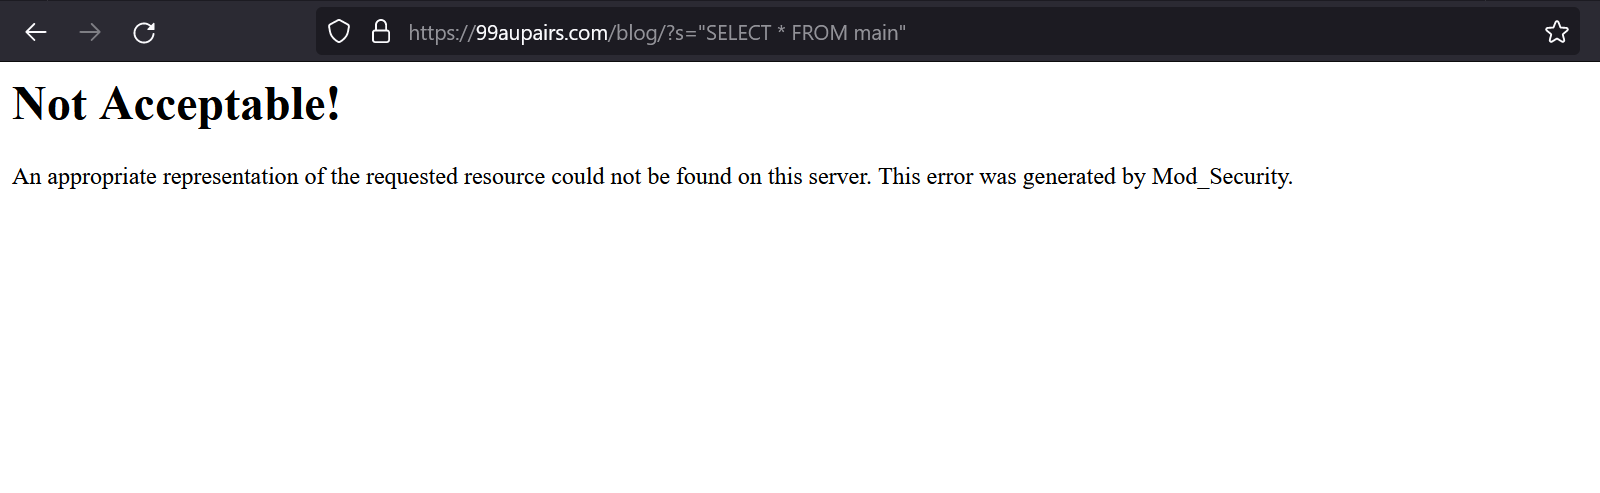 https://99aupairs.com/blog/?s="SELECT * FROM main"
Not Acceptable!
An appropriate representation of the requested resource could not be found on this server. This error was generated by Mod_Security.